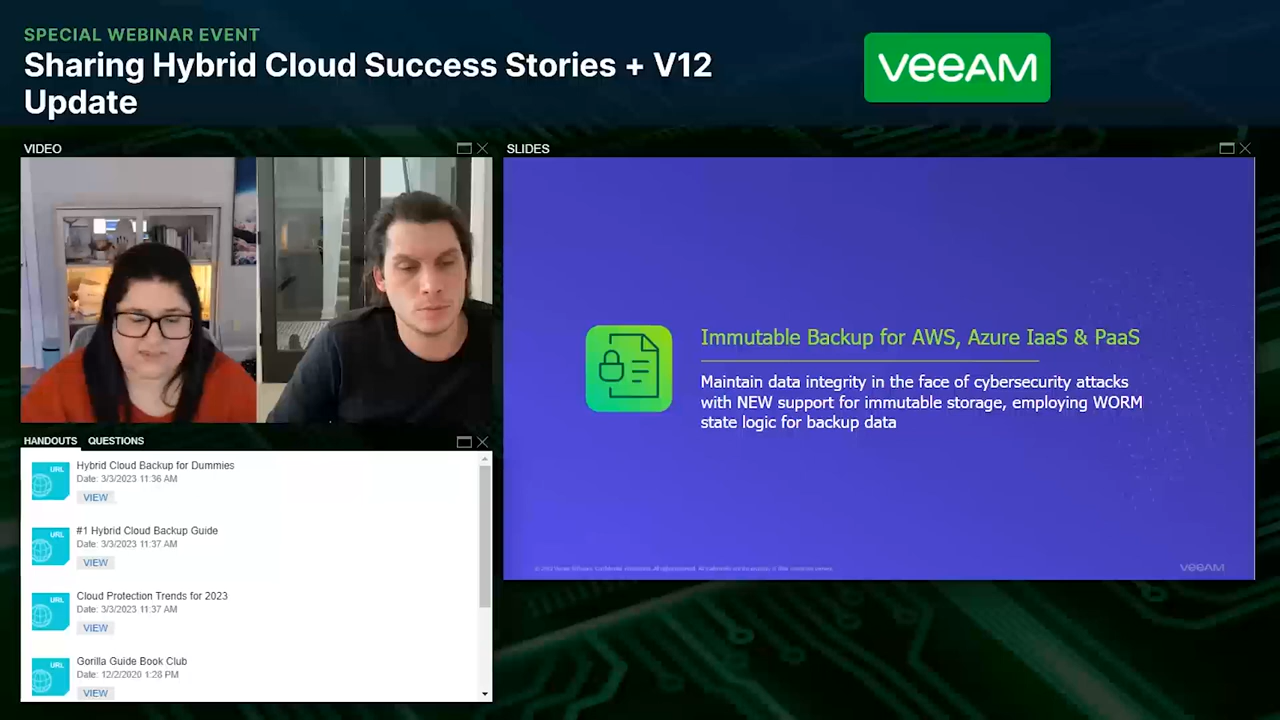 SPECIAL WEBINAR EVENT
Sharing Hybrid Cloud Success Stories + V12
Update
veeAM
VIDEO
SLIDES
Immutable Backup for AWS, Azure IaaS & PaaS
Maintain data integrity in the face of cybersecurity attacks
with NEW support for immutable storage, employing WORM
state logic for backup data
veeAM
HANDOUTS QUESTIONS
URL
Hybrid Cloud Backup for Dummies
Date: 3/3/2023 11:36 AM
VIEW
URL
#1 Hybrid Cloud Backup Guide
Date: 3/3/2023 11:37 AM
VIEW
URL
Cloud Protection Trends for 2023
Date: 3/3/2023 11:37 AM
VIEW
URL
Gorilla Guide Book Club
Date: 12/2/2020 1:28 PM
VIEW